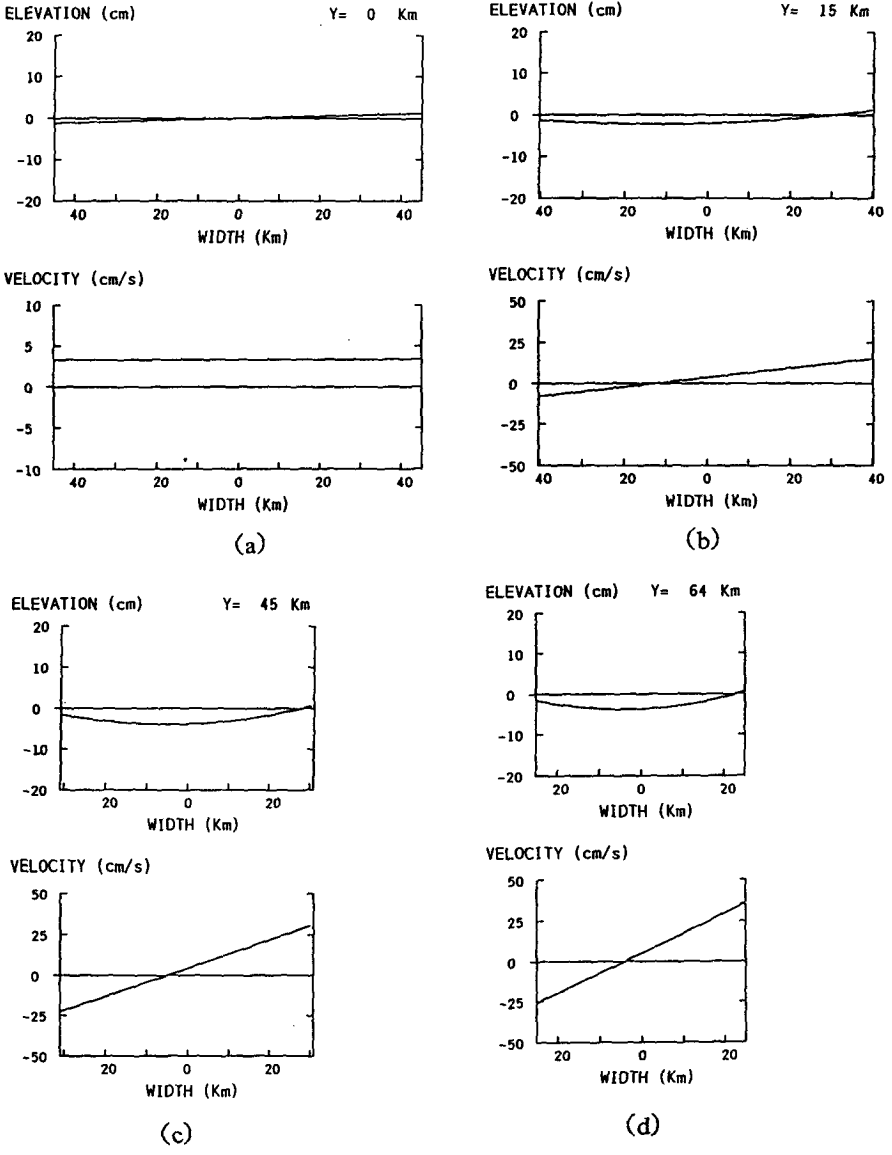 ELEVATION (cm) Y= 0 Km
20
10
0
-10
-20
40 20 0 20 40
WIDTH (Km)
VELOCITY (cm/s)
10
5
0
-5
-10
40 20 0 20 40
WIDTH (Km)
(a)
ELEVATION (cm) Y= 15 Km
20
10
0
-10
-20
40 20 0 20 40
WIDTH (Km)
VELOCITY (cm/s)
50
25
0
-25
-50
40 20 0 20 40
WIDTH (Km)
(b)
ELEVATION (cm) Y= 45 Km
20
10
0
-10
-20
20 0 20
WIDTH (Km)
VELOCITY (cm/s)
50
25
0
-25
-50
20 0 20
WIDTH (Km)
(c)
ELEVATION (cm) Y= 64 Km
20
10
0
-10
-20
20 0 20
WIDTH (Km)
VELOCITY (cm/s)
50
25
0
-25
-50
20 0 20
WIDTH (Km)
(d)